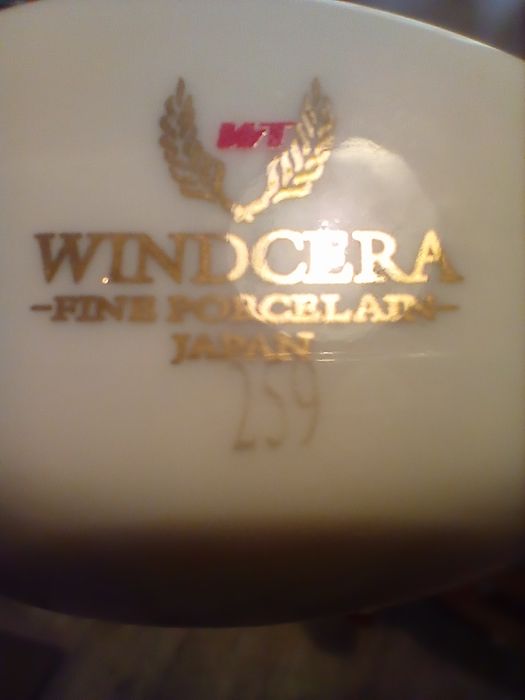 WT
WINDCERA
-FINE PORCELAIN-
JAPAN
259